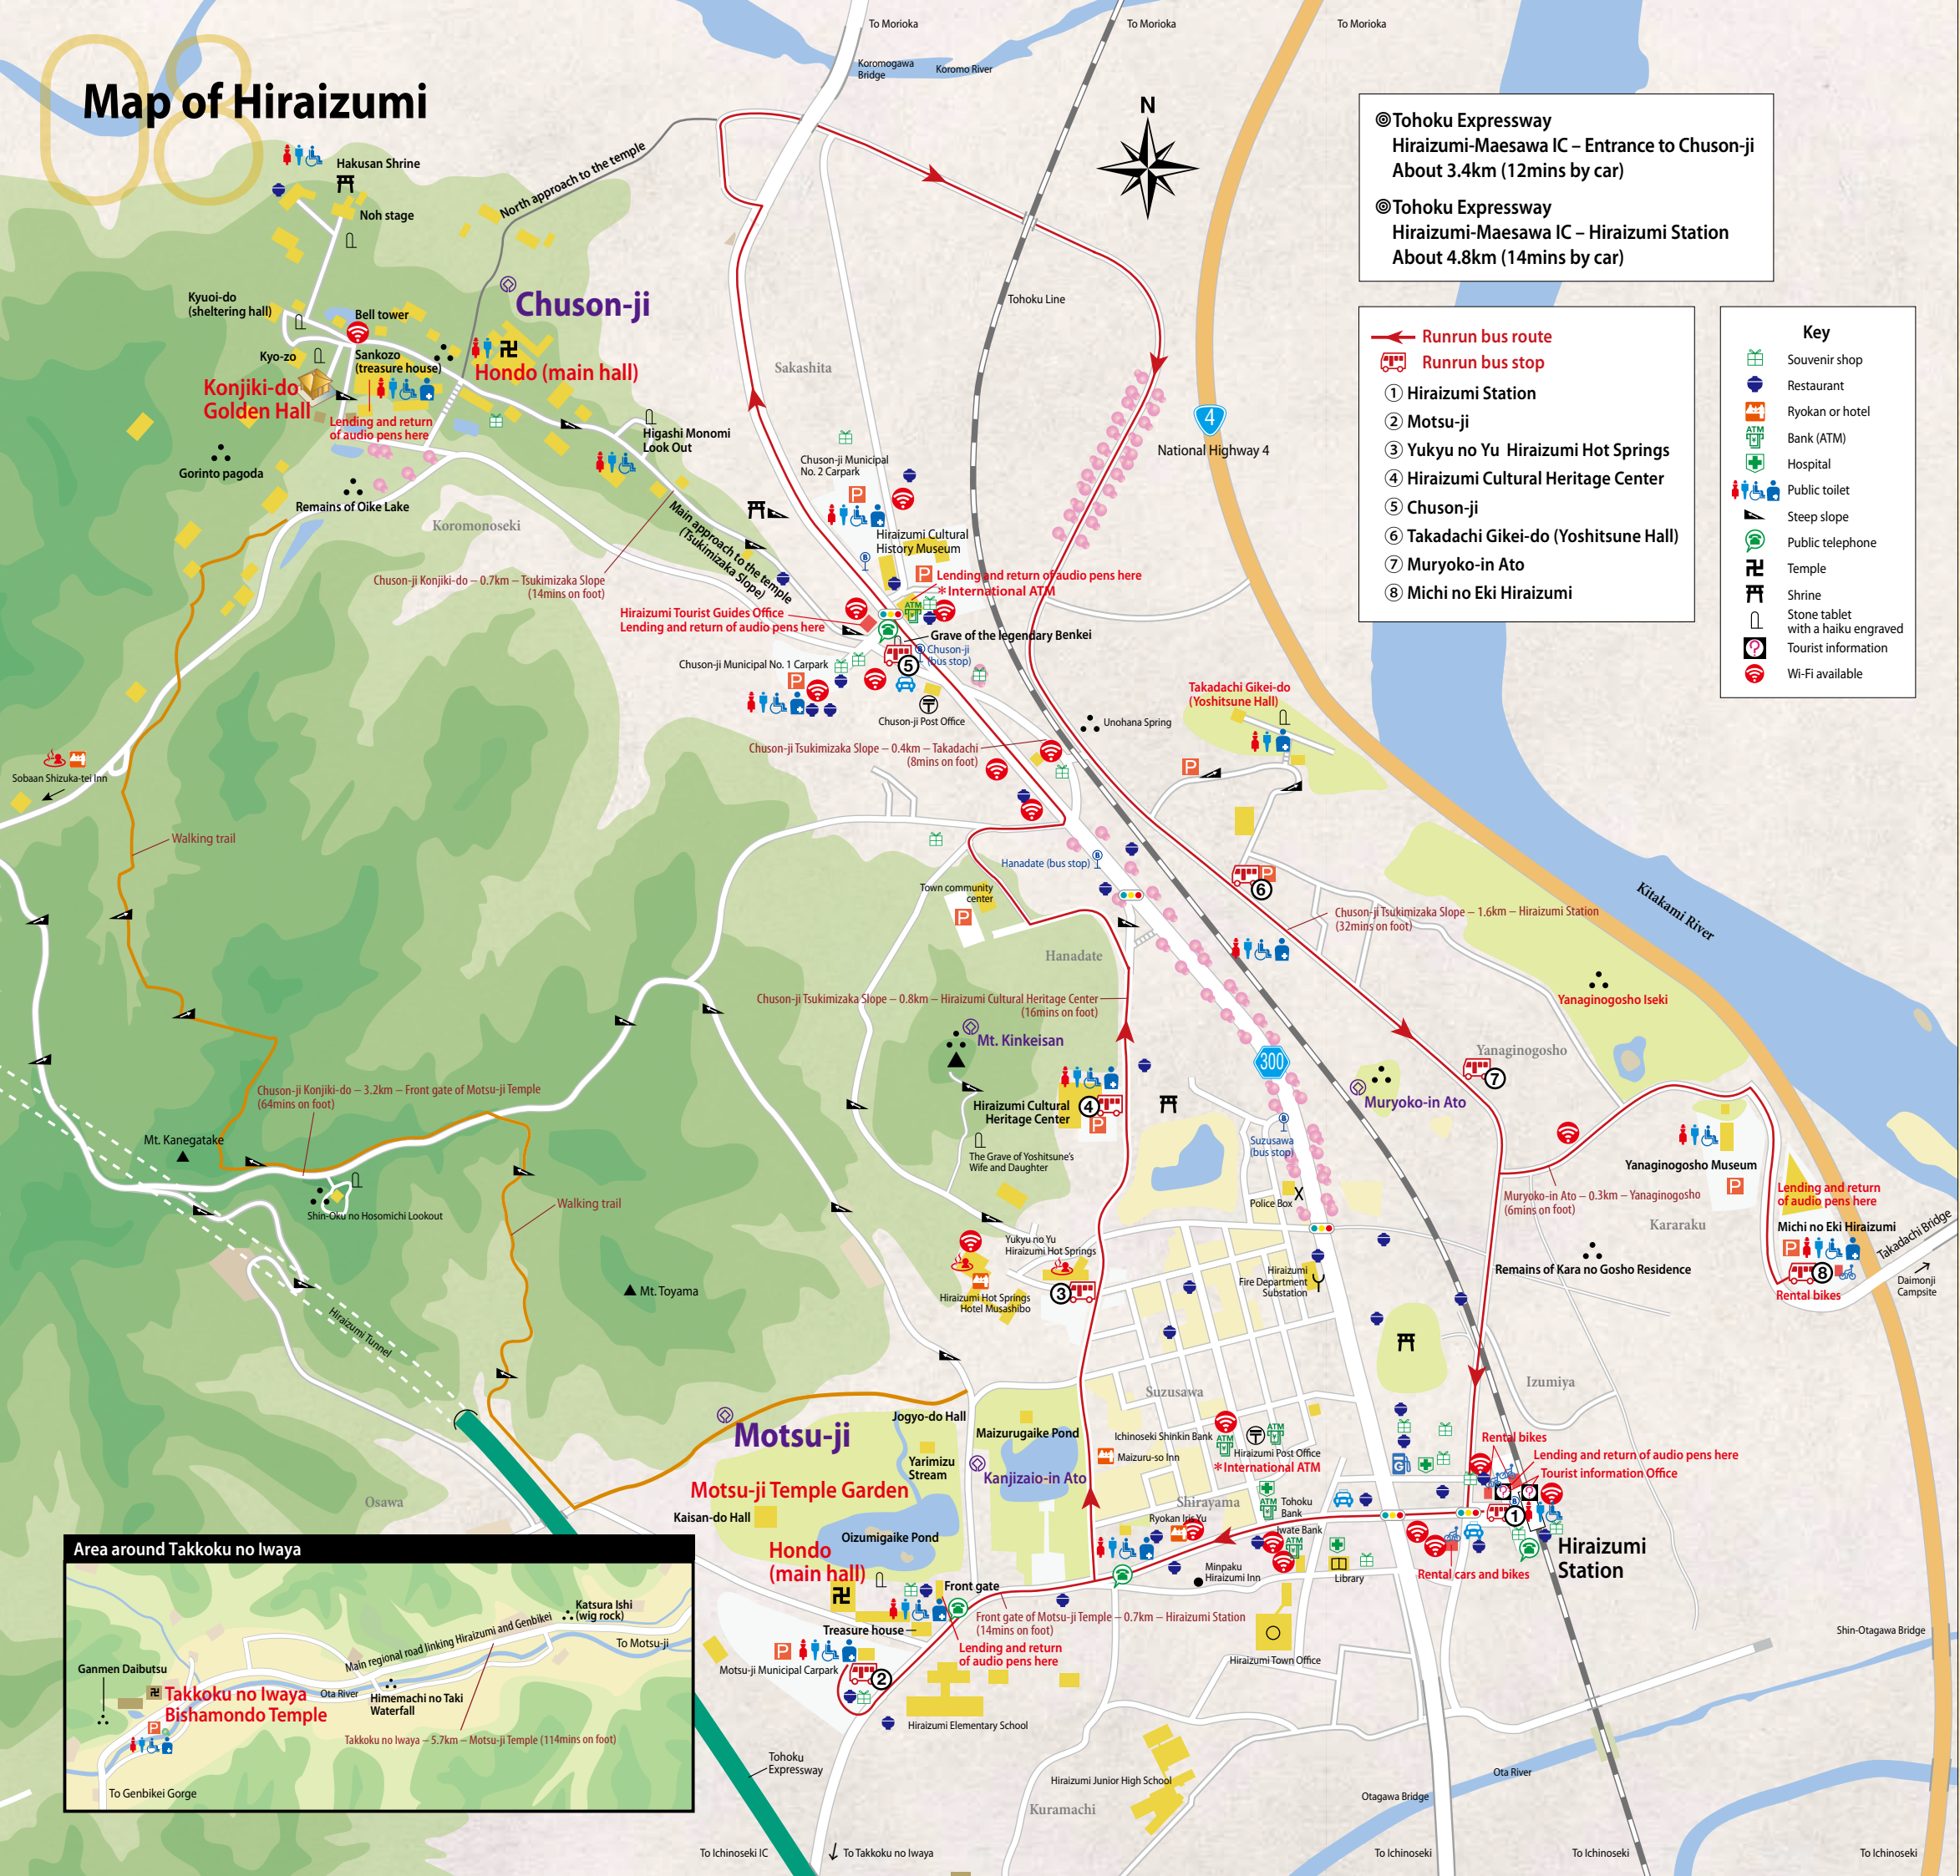 08
Map of Hiraizumi
To Morioka
To Morioka
To Morioka
Koromogawa
Bridge
Koromo River
N
Tohoku Expressway
Hiraizumi-Maesawa IC – Entrance to Chuson-ji
About 3.4km (12mins by car)
Tohoku Expressway
Hiraizumi-Maesawa IC – Hiraizumi Station
About 4.8km (14mins by car)
Runrun bus route
Runrun bus stop
① Hiraizumi Station
② Motsu-ji
③ Yukyu no Yu Hiraizumi Hot Springs
④ Hiraizumi Cultural Heritage Center
⑤ Chuson-ji
⑥ Takadachi Gikei-do (Yoshitsune Hall)
⑦ Muryoko-in Ato
⑧ Michi no Eki Hiraizumi
Key
Souvenir shop
Restaurant
Ryokan or hotel
ATM
Bank (ATM)
Hospital
Public toilet
Steep slope
Public telephone
Temple
Shrine
Stone tablet
with a haiku engraved
Tourist information
Wi-Fi available
Hakusan Shrine
Noh stage
North approach to the temple
Chuson-ji
Kyuoi-do
(sheltering hall)
Bell tower
Kyo-zo
Sankozo
(treasure house)
Hondo (main hall)
Konjiki-do
Golden Hall
Lending and return
of audio pens here
Higashi Monomi
Look Out
Gorinto pagoda
Remains of Oike Lake
Koromonoseki
Main approach to the temple
(Tsukimizaka Slope)
Chuson-ji Konjiki-do – 0.7km – Tsukimizaka Slope
(14mins on foot)
Tohoku Line
Sakashita
4
National Highway 4
Chuson-ji Municipal
No. 2 Carpark
P
Hiraizumi Cultural
History Museum
B
P
Lending and return of audio pens here
*International ATM
ATM
Hiraizumi Tourist Guides Office
Lending and return of audio pens here
Grave of the legendary Benkei
B
Chuson-ji
(bus stop)
5
Chuson-ji Municipal No. 1 Carpark
P
Chuson-ji Post Office
Takadachi Gikei-do
(Yoshitsune Hall)
Unohana Spring
P
Chuson-ji Tsukimizaka Slope – 0.4km – Takadachi
(8mins on foot)
Sobaan Shizuka-tei Inn
Walking trail
Hanadate (bus stop)
B
Town community
center
P
P
6
Kitakami River
Chuson-ji Tsukimizaka Slope – 1.6km – Hiraizumi Station
(32mins on foot)
Hanadate
Chuson-ji Tsukimizaka Slope – 0.8km – Hiraizumi Cultural Heritage Center
(16mins on foot)
Yanaginogosho Iseki
Mt. Kinkeisan
300
Yanaginogosho
7
Muryoko-in Ato
Hiraizumi Cultural
Heritage Center
4
P
Chuson-ji Konjiki-do – 3.2km – Front gate of Motsu-ji Temple
(64mins on foot)
Mt. Kanegatake
B
Suzusawa
(bus stop)
The Grave of Yoshitsune's
Wife and Daughter
Yanaginogosho Museum
P
Police Box
Muryoko-in Ato – 0.3km – Yanaginogosho
(6mins on foot)
Lending and return
of audio pens here
Shin-Oku no Hosomichi Lookout
Walking trail
Kararaku
Michi no Eki Hiraizumi
P
8
Rental bikes
Takadachi Bridge
Daimonji
Campsite
Yukyu no Yu
Hiraizumi Hot Springs
Remains of Kara no Gosho Residence
Hiraizumi
Fire Department
Substation
Hiraizumi Hot Springs
Hotel Musashibo
3
Mt. Toyama
Hiraizumi Tunnel
Izumiya
Suzusawa
Jogyo-do Hall
Maizurugaike Pond
Motsu-ji
Yarimizu
Stream
Ichinoseki Shinkin Bank
ATM
ATM
Hiraizumi Post Office
*International ATM
Maizuru-so Inn
Kanjizaio-in Ato
Rental bikes
Lending and return of audio pens here
Tourist information Office
Motsu-ji Temple Garden
Osawa
Shirayama
Kaisan-do Hall
Ryokan Iris Yu
ATM
Tohoku
Bank
Iwate Bank
ATM
B
1
Hiraizumi
Station
Oizumigaike Pond
Hondo
(main hall)
Minpaku
Hiraizumi Inn
Library
Rental cars and bikes
Front gate
Front gate of Motsu-ji Temple – 0.7km – Hiraizumi Station
(14mins on foot)
Treasure house
Lending and return
of audio pens here
P
Motsu-ji Municipal Carpark
2
Hiraizumi Town Office
Shin-Otagawa Bridge
Hiraizumi Elementary School
Area around Takkoku no Iwaya
Katsura Ishi
(wig rock)
Main regional road linking Hiraizumi and Genbikei
To Motsu-ji
Ganmen Daibutsu
Takkoku no Iwaya
Bishamondo Temple
Ota River
Himemachi no Taki
Waterfall
P
Takkoku no Iwaya – 5.7km – Motsu-ji Temple (114mins on foot)
To Genbikei Gorge
Tohoku
Expressway
Ota River
Hiraizumi Junior High School
Otagawa Bridge
Kuramachi
To Ichinoseki IC
To Takkoku no Iwaya
To Ichinoseki
To Ichinoseki
To Ichinoseki